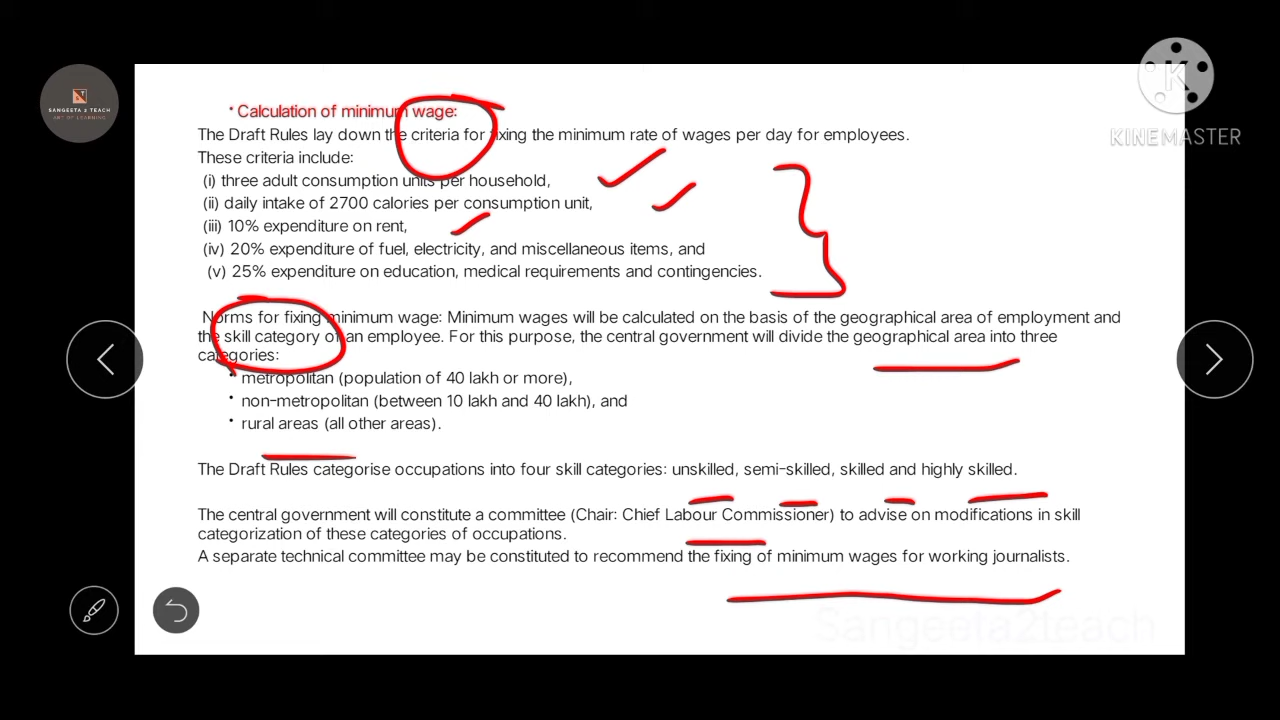 SANGEETA 2 TEACH
ART OF LEARNING
K
KINEMASTER
• Calculation of minimum wage:
The Draft Rules lay down the criteria for fixing the minimum rate of wages per day for employees.
These criteria include:
(i) three adult consumption units per household,
(ii) daily intake of 2700 calories per consumption unit,
(iii) 10% expenditure on rent,
(iv) 20% expenditure of fuel, electricity, and miscellaneous items, and
(v) 25% expenditure on education, medical requirements and contingencies.
Norms for fixing minimum wage: Minimum wages will be calculated on the basis of the geographical area of employment and
the skill category of an employee. For this purpose, the central government will divide the geographical area into three
categories:
• metropolitan (population of 40 lakh or more),
• non-metropolitan (between 10 lakh and 40 lakh), and
• rural areas (all other areas).
The Draft Rules categorise occupations into four skill categories: unskilled, semi-skilled, skilled and highly skilled.
The central government will constitute a committee (Chair: Chief Labour Commissioner) to advise on modifications in skill
categorization of these categories of occupations.
A separate technical committee may be constituted to recommend the fixing of minimum wages for working journalists.
Sangeeta2teach